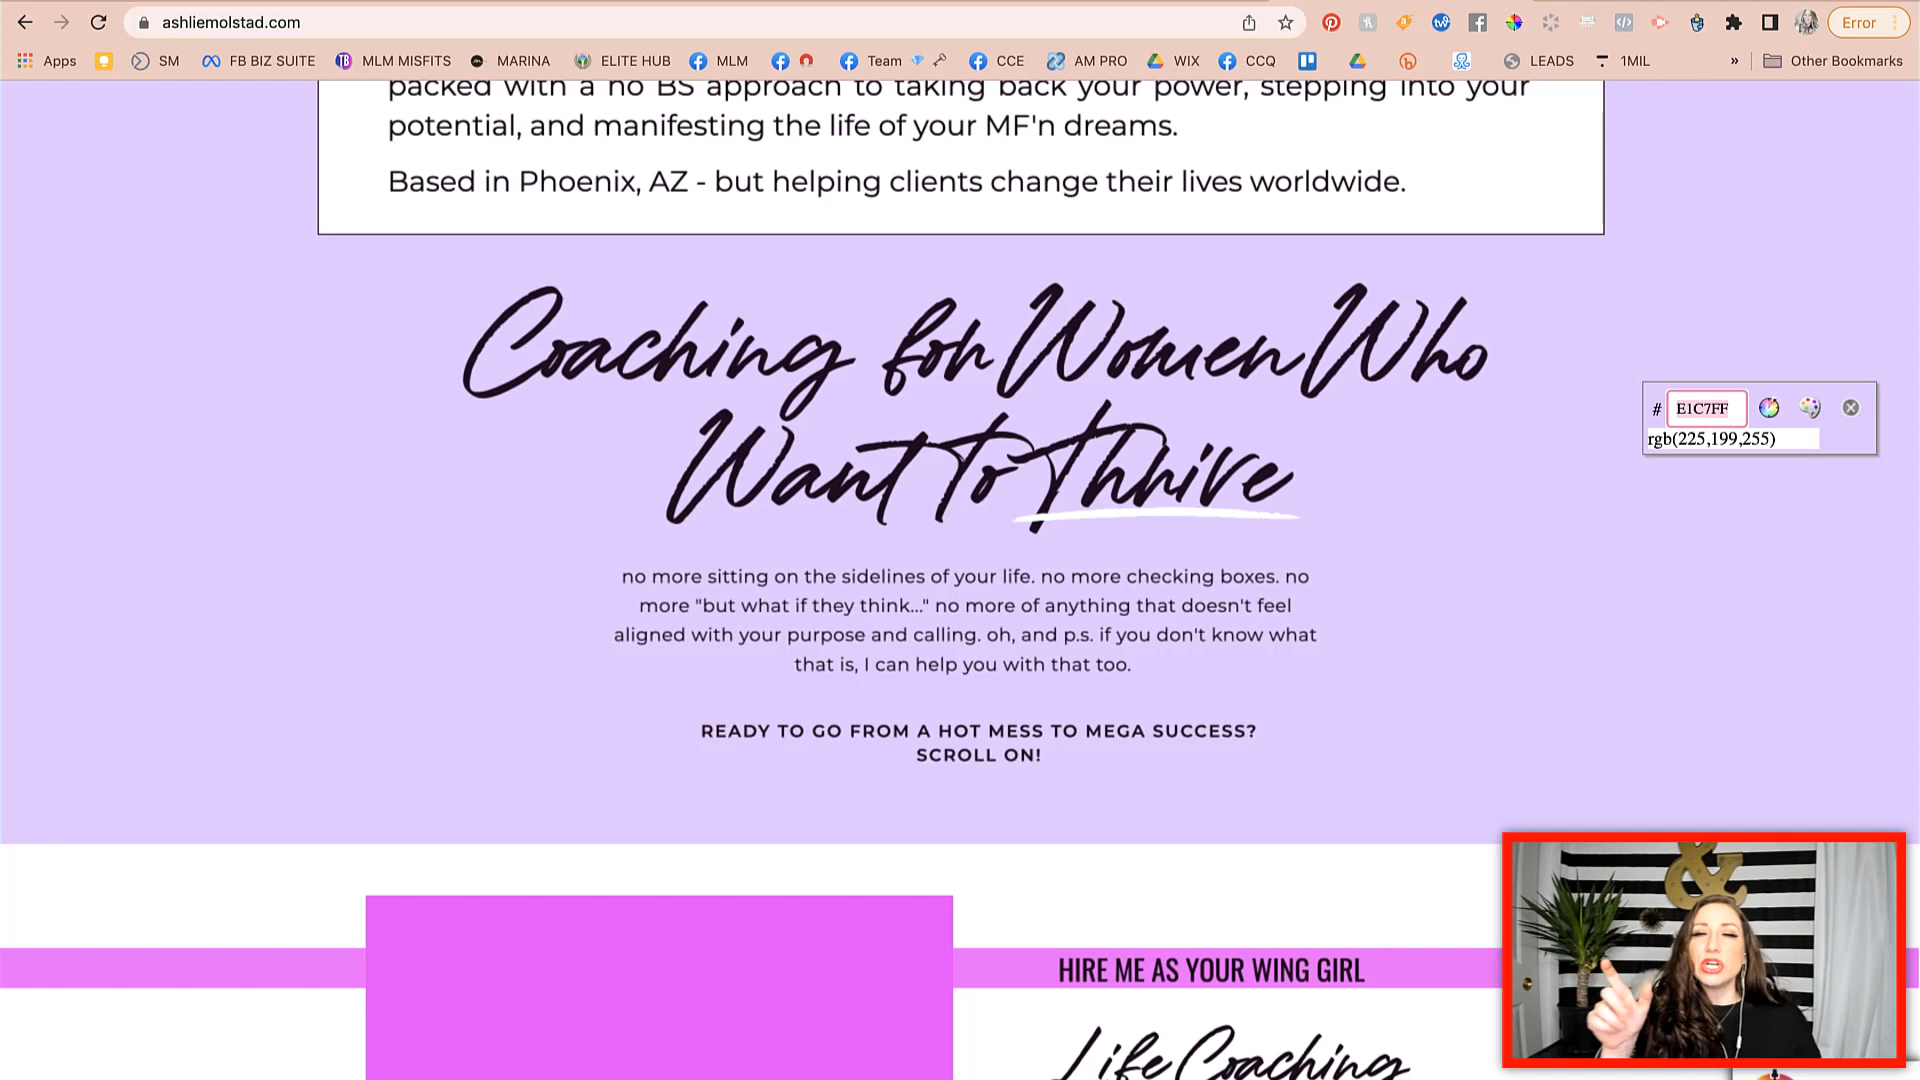 ashliemolstad.com
Error
Apps
SM
FB BIZ SUITE
MLM MISFITS
MARINA
ELITE HUB
MLM
Team
CCE
AM PRO
WIX
CCQ
LEADS
1MIL
»
Other Bookmarks
packed with a no BS approach to taking back your power, stepping into your
potential, and manifesting the life of your MF'n dreams.
Based in Phoenix, AZ - but helping clients change their lives worldwide.
Coaching for Women Who
Want To Thrive
# E1C7FF
rgb(225,199,255)
no more sitting on the sidelines of your life. no more checking boxes. no
more "but what if they think..." no more of anything that doesn't feel
aligned with your purpose and calling. oh, and p.s. if you don't know what
that is, I can help you with that too.
READY TO GO FROM A HOT MESS TO MEGA SUCCESS?
SCROLL ON!
HIRE ME AS YOUR WING GIRL
Life Coaching
&